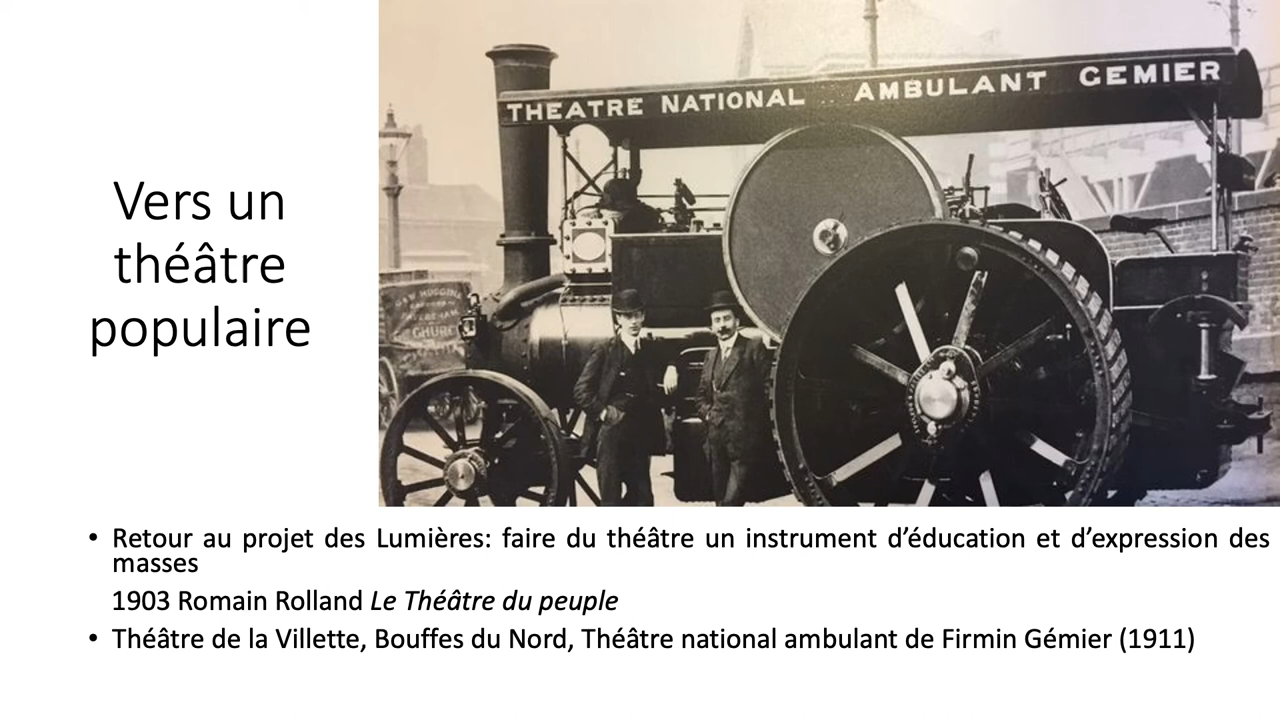 Vers un
théâtre
populaire
THEATRE NATIONAL AMBULANT GEMIER
CHURC
• Retour au projet des Lumières: faire du théâtre un instrument d’éducation et d’expression des
masses
1903 Romain Rolland Le Théâtre du peuple
• Théâtre de la Villette, Bouffes du Nord, Théâtre national ambulant de Firmin Gémier (1911)